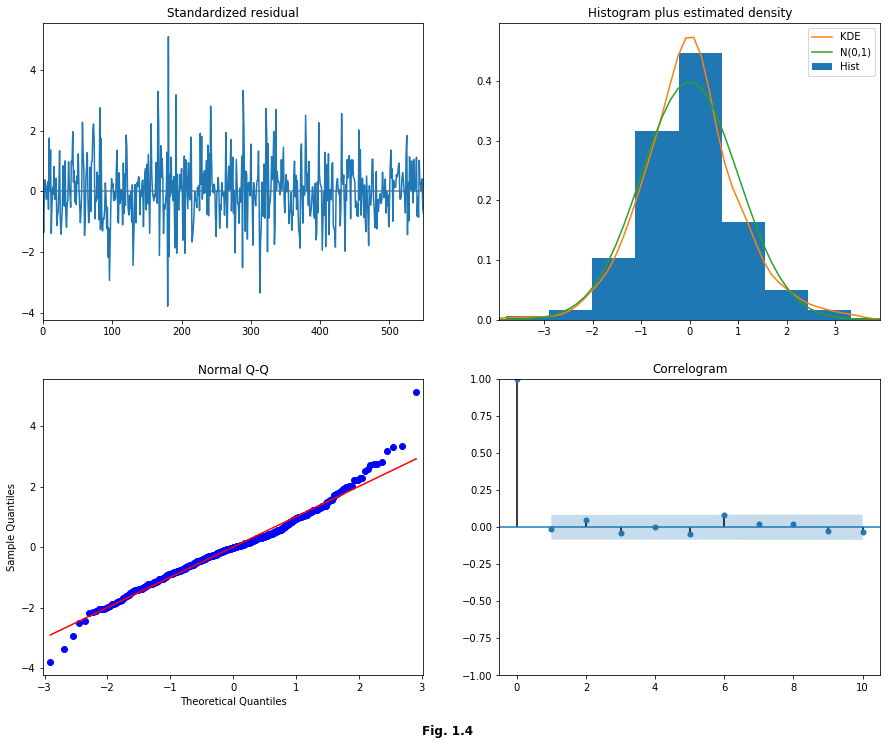 Standardized residual
4
2
0
−2
−4
0 100 200 300 400 500
Histogram plus estimated density
KDE
N(0,1)
Hist
0.4
0.3
0.2
0.1
0.0
−3 −2 −1 0 1 2 3
Normal Q-Q
Sample Quantiles
4
2
0
−2
−4
−3 −2 −1 0 1 2 3
Theoretical Quantiles
Correlogram
1.00
0.75
0.50
0.25
0.00
−0.25
−0.50
−0.75
−1.00
0 2 4 6 8 10
Fig. 1.4